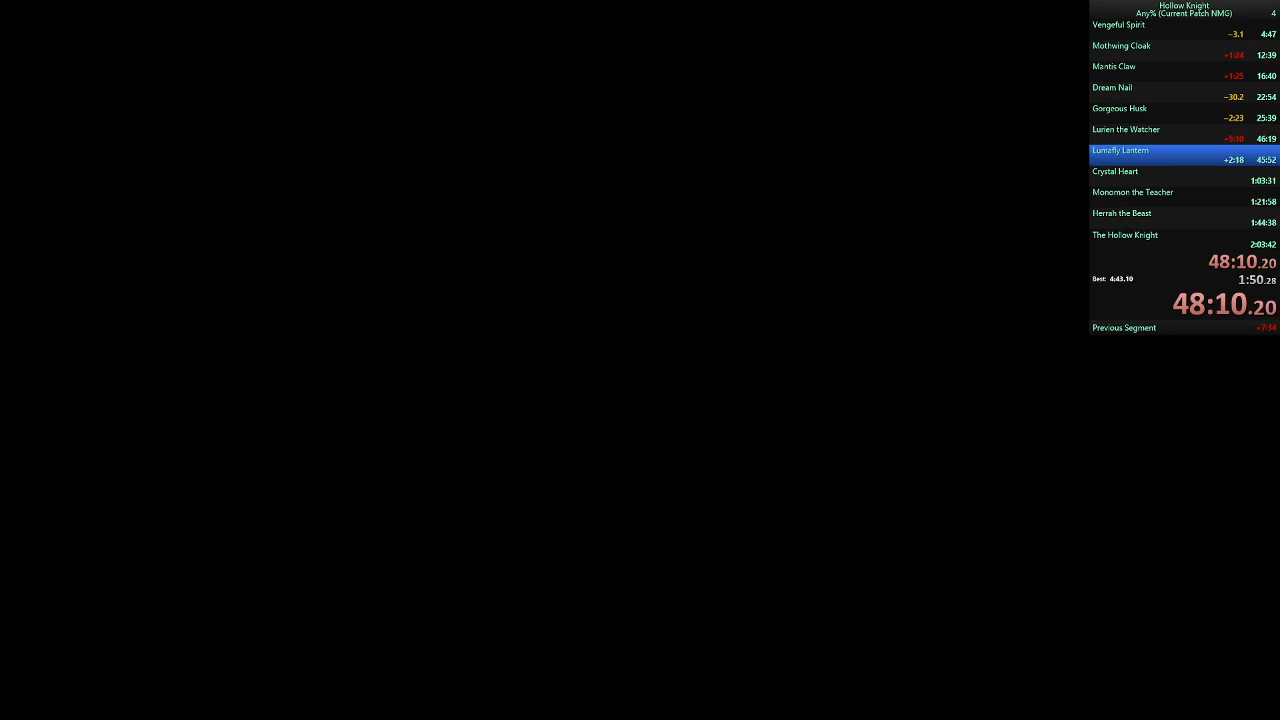 Hollow Knight
Any% (Current Patch NMG) 4
Vengeful Spirit
−3.1 4:47
Mothwing Cloak
+1:24 12:39
Mantis Claw
+1:25 16:40
Dream Nail
−30.2 22:54
Gorgeous Husk
−2:23 25:39
Lurien the Watcher
+5:10 46:19
Lumafly Lantern
+2:18 45:52
Crystal Heart
1:03:31
Monomon the Teacher
1:21:58
Herrah the Beast
1:44:38
The Hollow Knight
2:03:42
48:10.20
Best: 4:43.10 1:50.28
48:10.20
Previous Segment +7:34